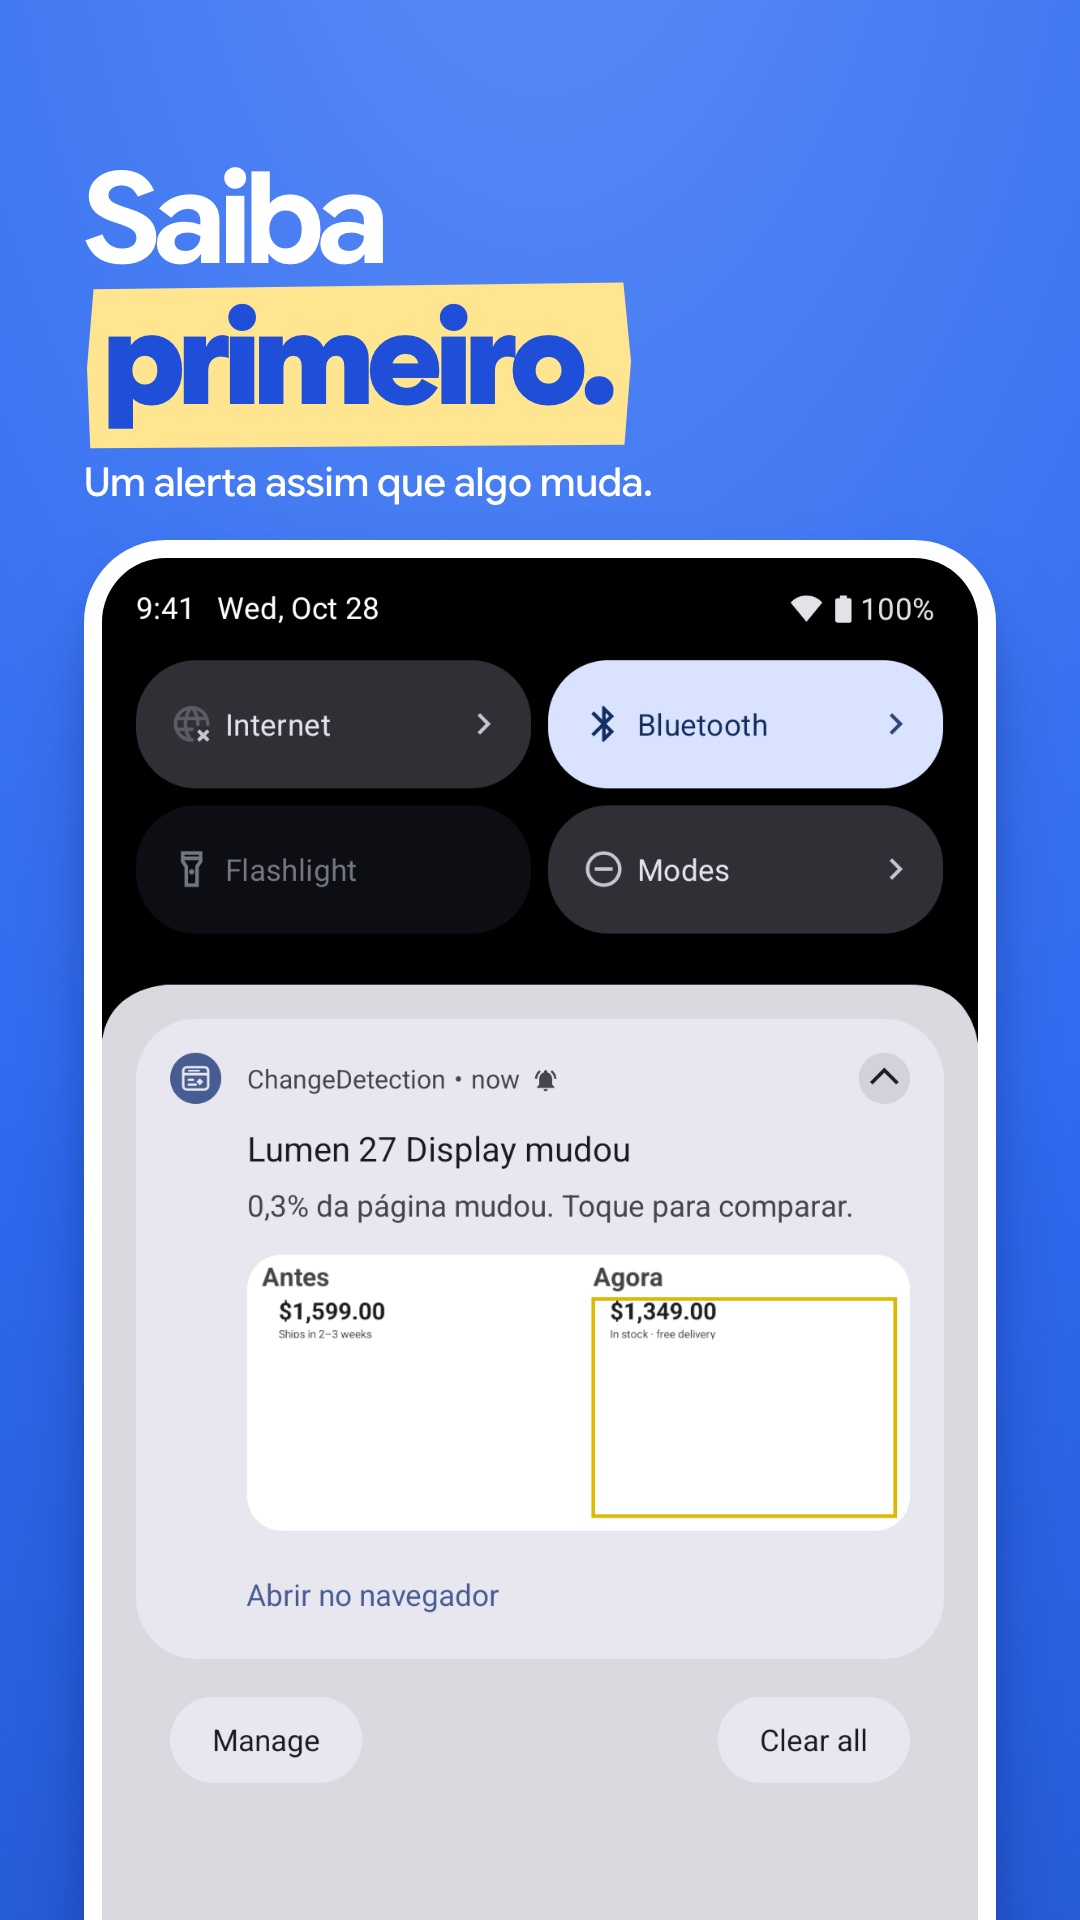 Saiba
primeiro.
Um alerta assim que algo muda.
9:41 Wed, Oct 28 100%
Internet Bluetooth
Flashlight Modes
ChangeDetection • now
Lumen 27 Display mudou
0,3% da página mudou. Toque para comparar.
Antes Agora
$1,599.00 $1,349.00
Ships in 2–3 weeks In stock · free delivery
Abrir no navegador
Manage Clear all